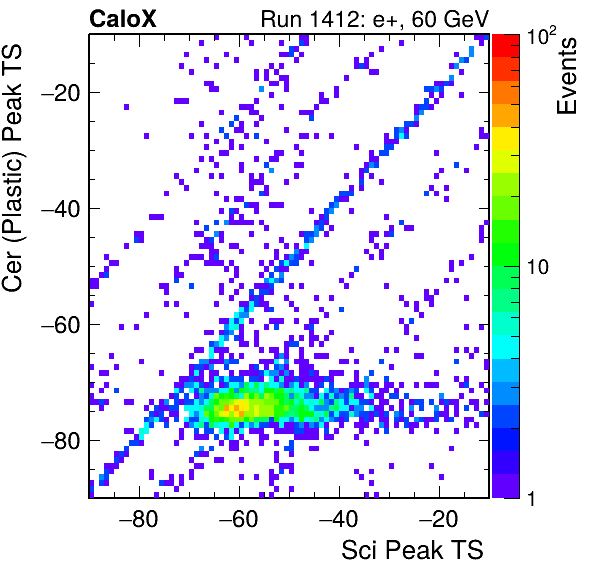 CaloX Run 1412: e+, 60 GeV
Cer (Plastic) Peak TS
−20
−40
−60
−80
−80 −60 −40 −20
Sci Peak TS
10²
10
1
Events